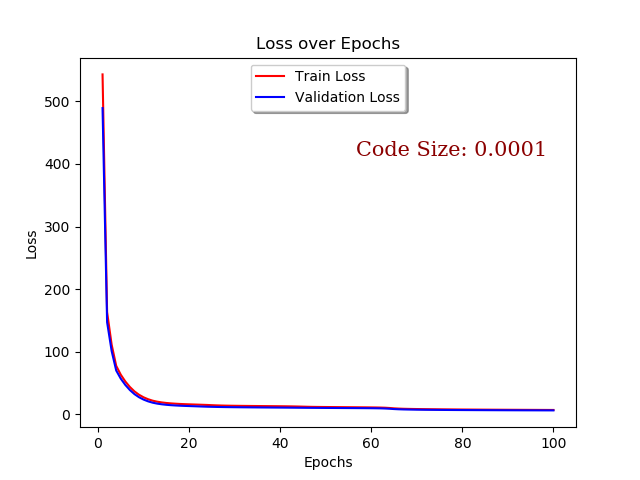 Loss over Epochs
Train Loss
Validation Loss
Code Size: 0.0001
Loss
500
400
300
200
100
0
0 20 40 60 80 100
Epochs